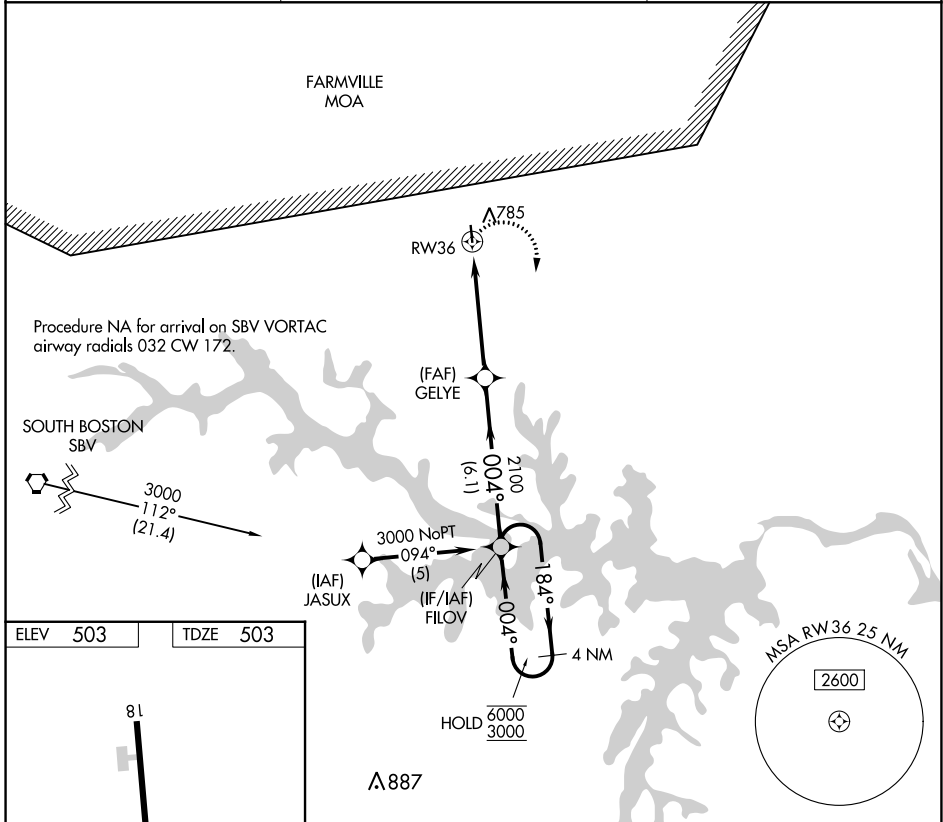 FARMVILLE
MOA
785
RW36
Procedure NA for arrival on SBV VORTAC
airway radials 032 CW 172.
(FAF)
GELYE
SOUTH BOSTON
SBV
3000
112°
(21.4)
2100
004°
(6.1)
3000 NoPT
094°
(5)
(IAF)
JASUX
(IF/IAF)
FILOV
184°
004°
4 NM
HOLD 6000
3000
ELEV 503
TDZE 503
18
887
MSA RW36 25 NM
2600